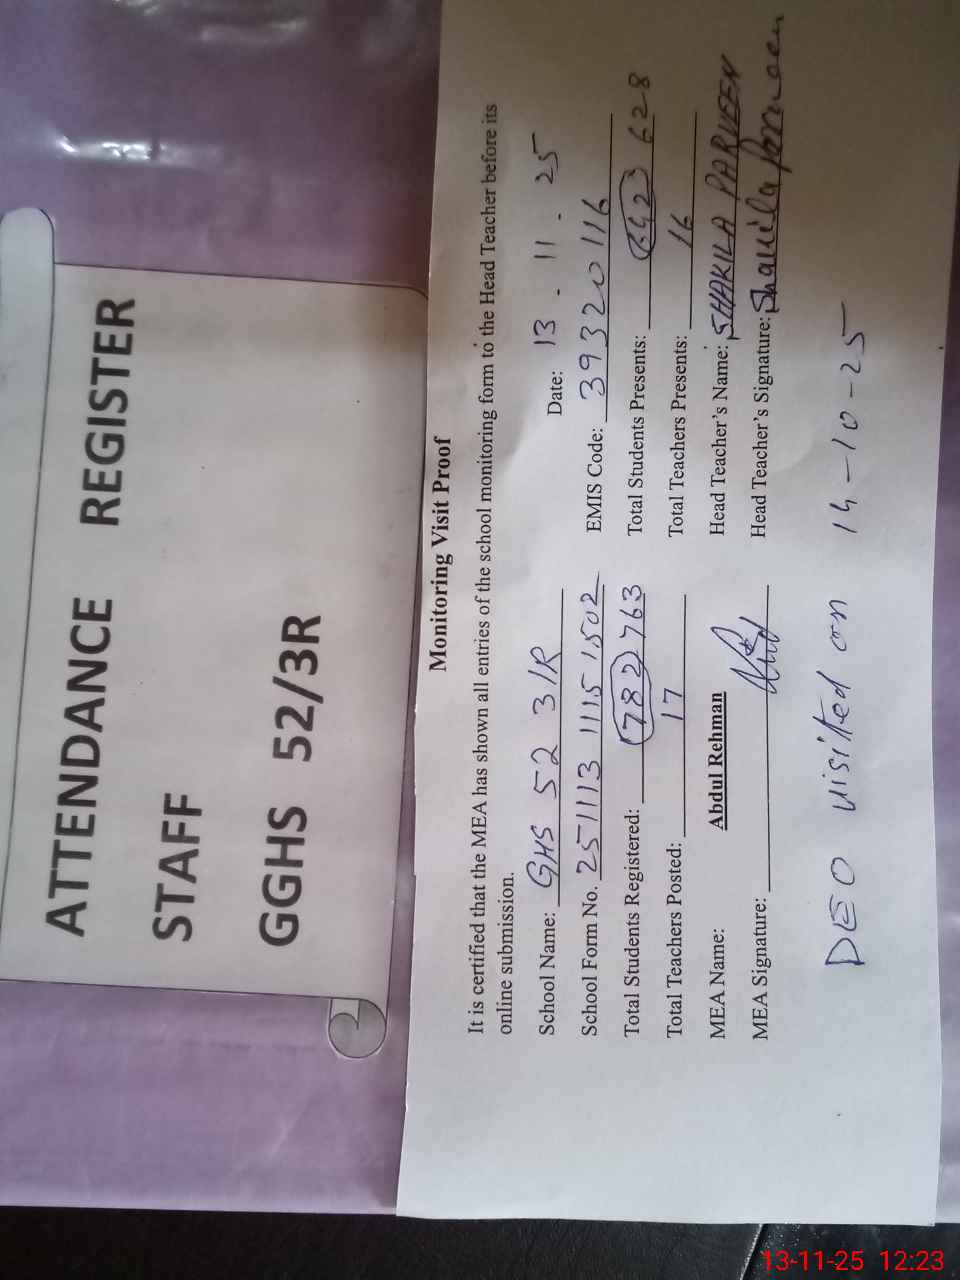 ATTENDANCE REGISTER
STAFF
GGHS 52/3R
Monitoring Visit Proof
It is certified that the MEA has shown all entries of the school monitoring form to the Head Teacher before its
online submission.
School Name: GHS 52 3/R Date: 13 - 11 - 25
School Form No. 251113 1115 1502 EMIS Code: 39320116
Total Students Registered: 782 763 Total Students Presents: 628
Total Teachers Posted: 17 Total Teachers Presents: 16
MEA Name: Abdul Rehman Head Teacher's Name: SHAKILA PARVEEN
MEA Signature: Head Teacher's Signature:
DEO visited on 14-10-25
13-11-25 12:23